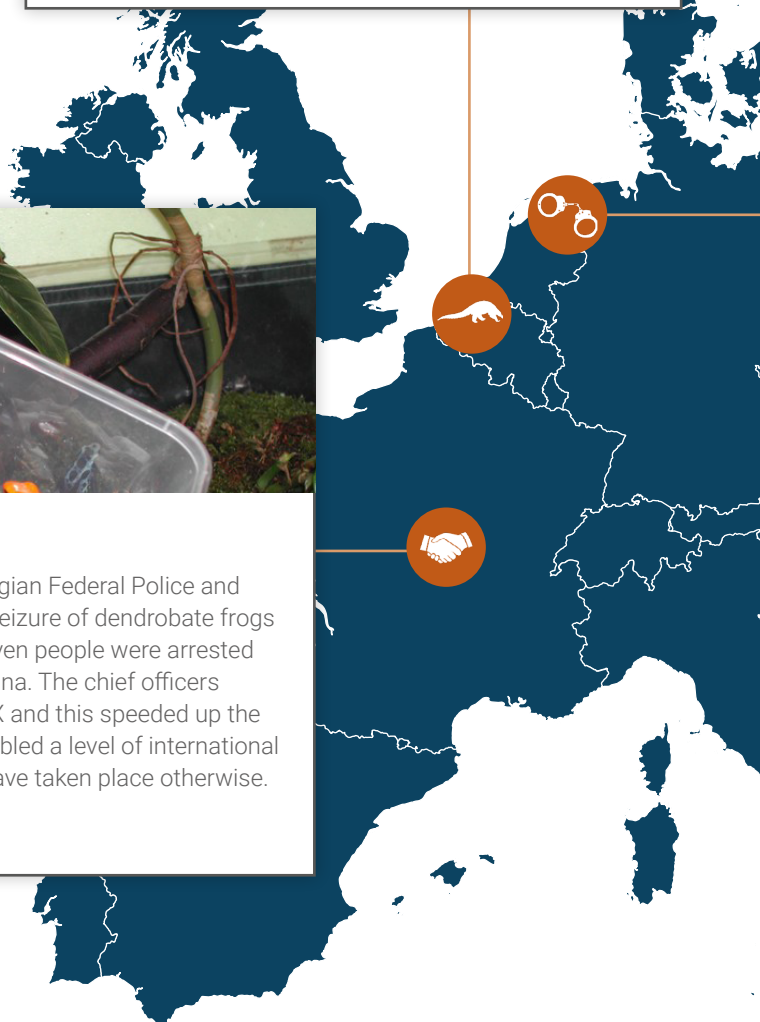 gian Federal Police and
eizure of dendrobate frogs
ven people were arrested
na. The chief officers
X and this speeded up the
bled a level of international
ave taken place otherwise.